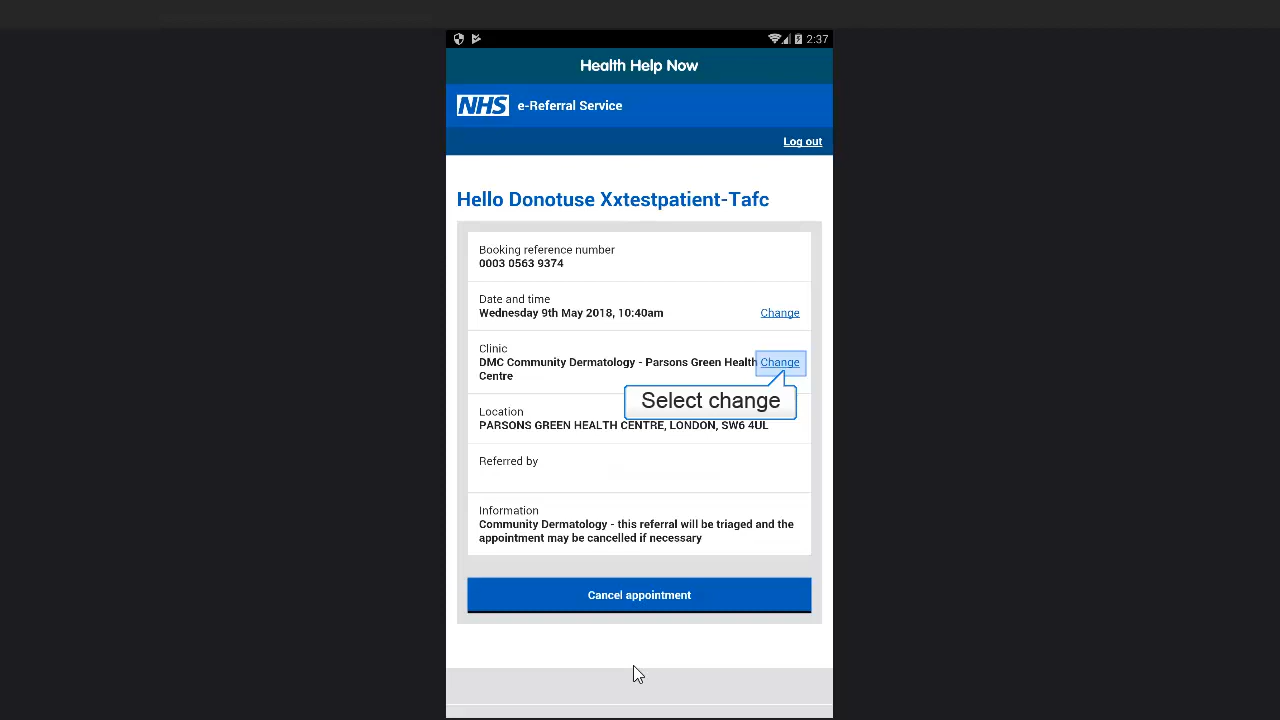 2:37
Health Help Now
NHS e-Referral Service
Log out
Hello Donotuse Xxtestpatient-Tafc
Booking reference number
0003 0563 9374
Date and time
Wednesday 9th May 2018, 10:40am
Change
Clinic
DMC Community Dermatology - Parsons Green Health
Centre
Change
Select change
Location
PARSONS GREEN HEALTH CENTRE, LONDON, SW6 4UL
Referred by
Information
Community Dermatology - this referral will be triaged and the
appointment may be cancelled if necessary
Cancel appointment